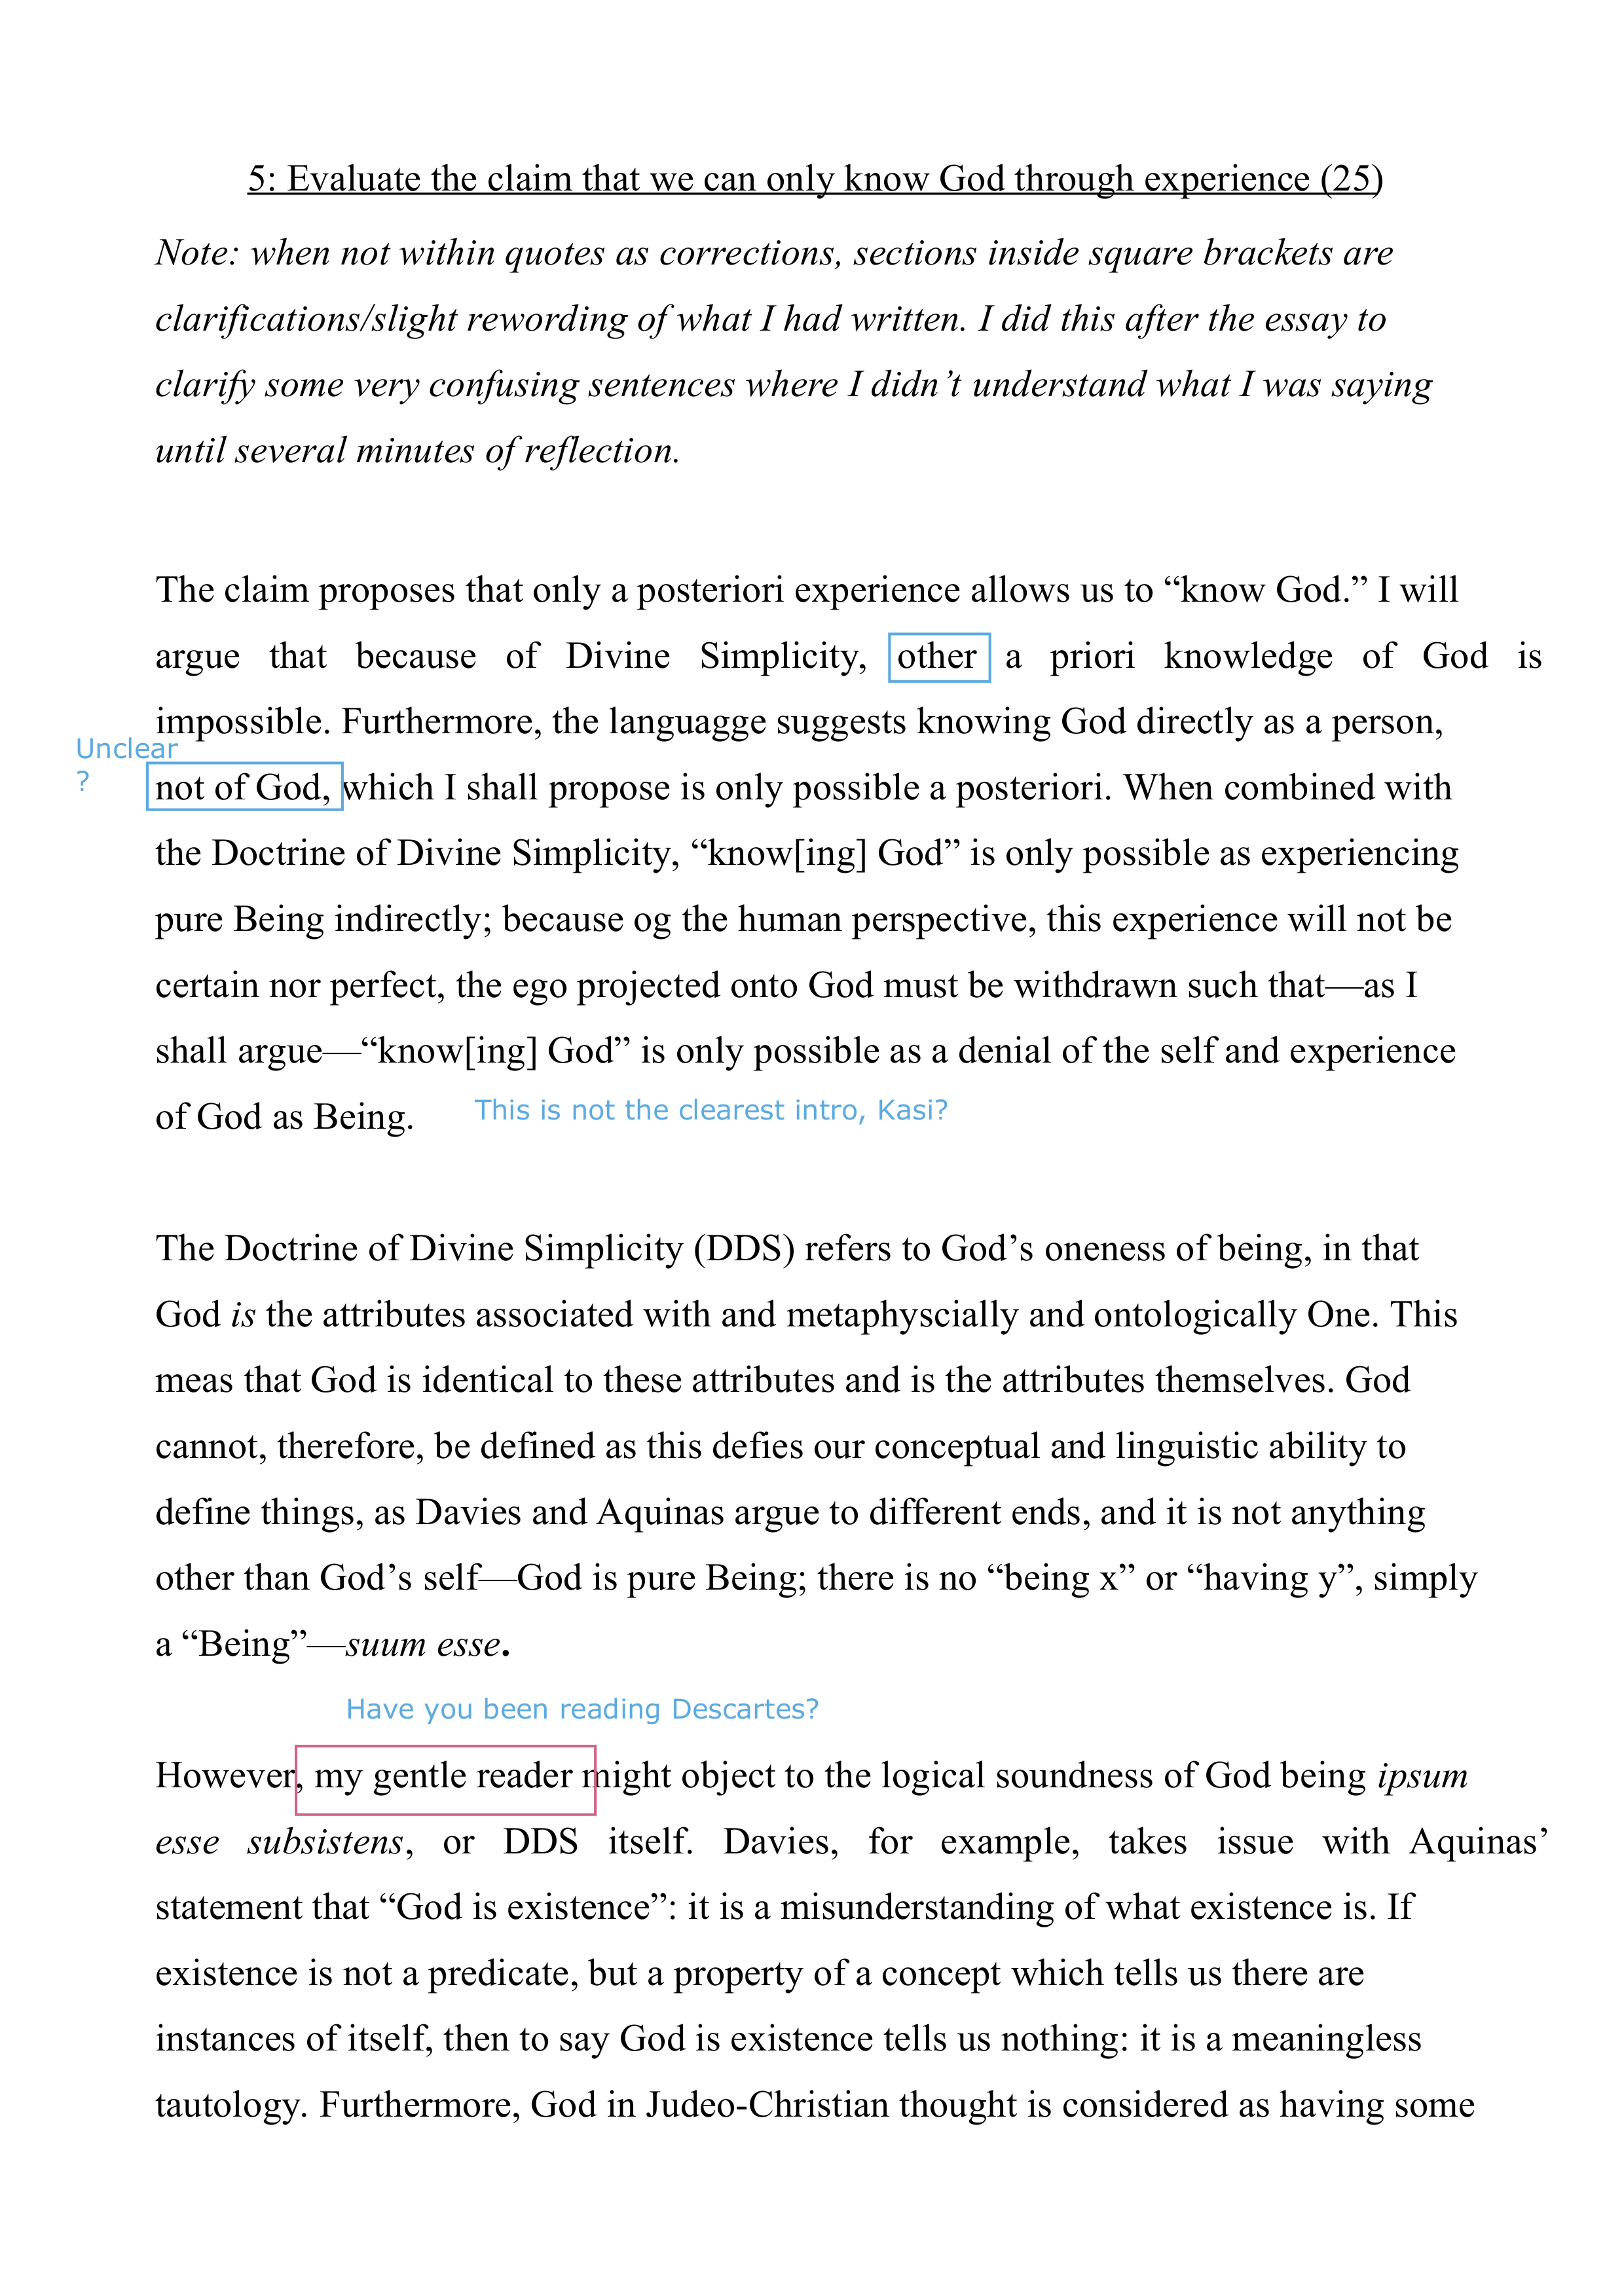 5: Evaluate the claim that we can only know God through experience (25)
Note: when not within quotes as corrections, sections inside square brackets are
clarifications/slight rewording of what I had written. I did this after the essay to
clarify some very confusing sentences where I didn’t understand what I was saying
until several minutes of reflection.
The claim proposes that only a posteriori experience allows us to “know God.” I will
argue that because of Divine Simplicity, other a priori knowledge of God is
impossible. Furthermore, the languagge suggests knowing God directly as a person,
Unclear
?
not of God, which I shall propose is only possible a posteriori. When combined with
the Doctrine of Divine Simplicity, “know[ing] God” is only possible as experiencing
pure Being indirectly; because og the human perspective, this experience will not be
certain nor perfect, the ego projected onto God must be withdrawn such that—as I
shall argue—“know[ing] God” is only possible as a denial of the self and experience
of God as Being.
This is not the clearest intro, Kasi?
The Doctrine of Divine Simplicity (DDS) refers to God’s oneness of being, in that
God is the attributes associated with and metaphyscially and ontologically One. This
meas that God is identical to these attributes and is the attributes themselves. God
cannot, therefore, be defined as this defies our conceptual and linguistic ability to
define things, as Davies and Aquinas argue to different ends, and it is not anything
other than God’s self—God is pure Being; there is no “being x” or “having y”, simply
a “Being”—suum esse.
Have you been reading Descartes?
However, my gentle reader might object to the logical soundness of God being ipsum
esse subsistens, or DDS itself. Davies, for example, takes issue with Aquinas’
statement that “God is existence”: it is a misunderstanding of what existence is. If
existence is not a predicate, but a property of a concept which tells us there are
instances of itself, then to say God is existence tells us nothing: it is a meaningless
tautology. Furthermore, God in Judeo-Christian thought is considered as having some